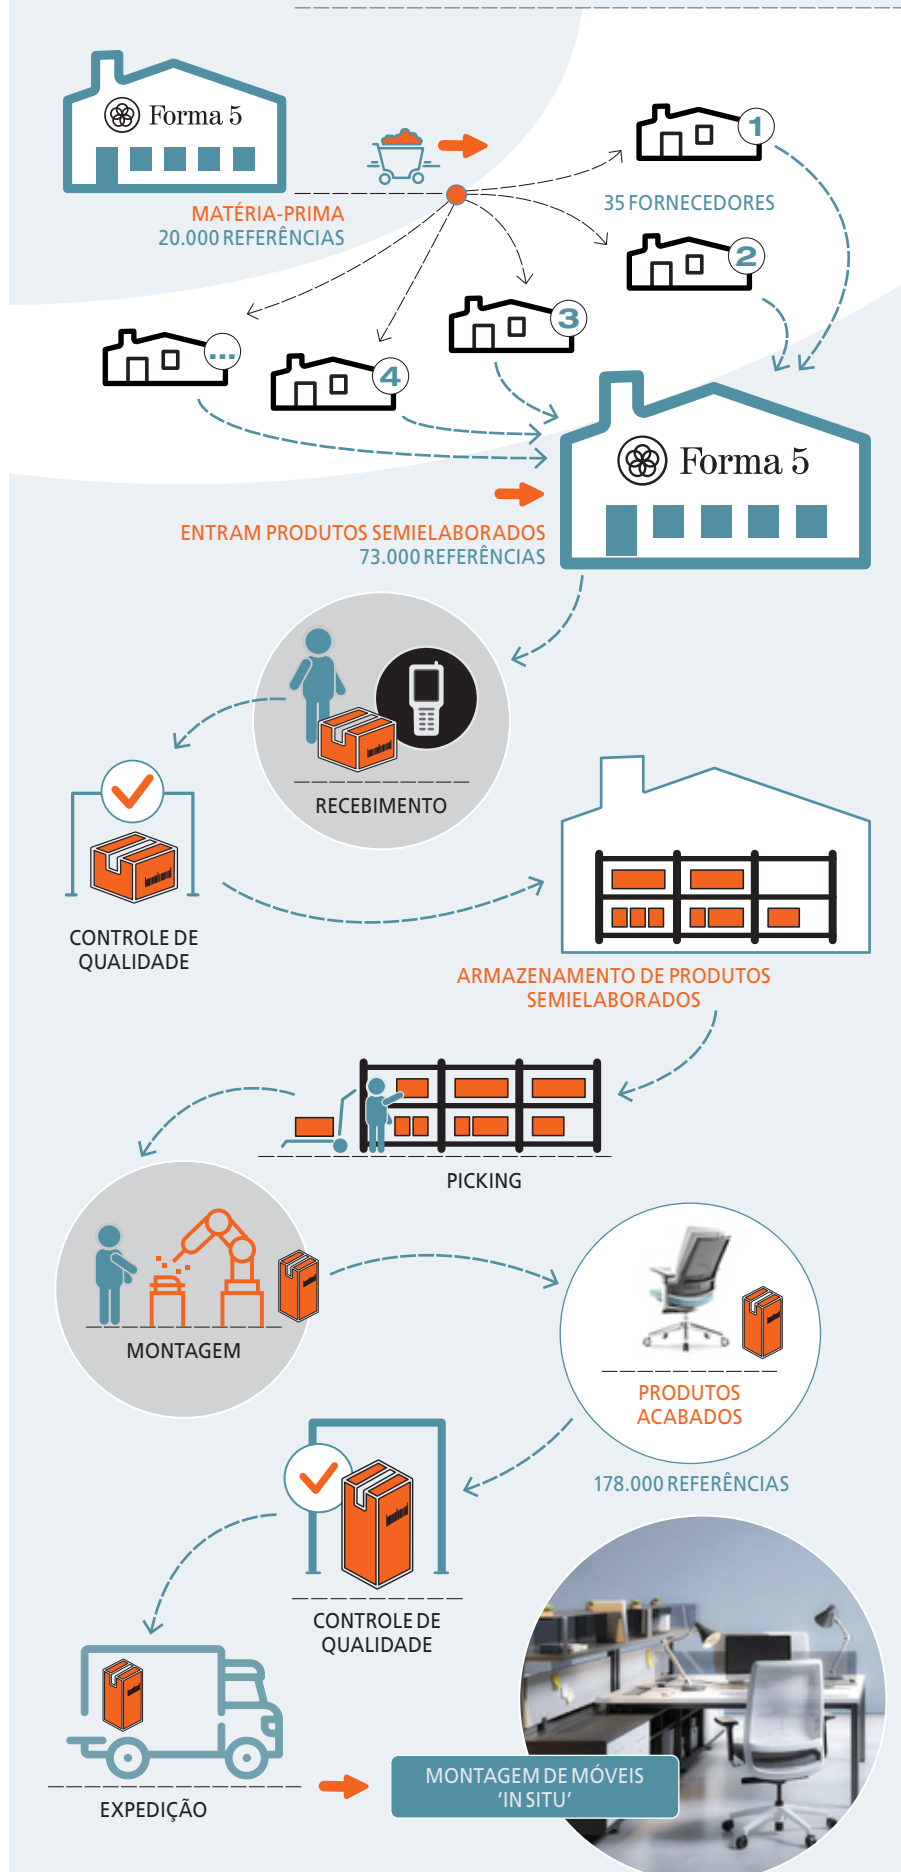 Forma 5
MATÉRIA-PRIMA
20.000 REFERÊNCIAS
1
35 FORNECEDORES
2
3
...
4
Forma 5
ENTRAM PRODUTOS SEMIELABORADOS
73.000 REFERÊNCIAS
RECEBIMENTO
CONTROLE DE
QUALIDADE
ARMAZENAMENTO DE PRODUTOS
SEMIELABORADOS
PICKING
MONTAGEM
PRODUTOS
ACABADOS
178.000 REFERÊNCIAS
CONTROLE DE
QUALIDADE
EXPEDIÇÃO
MONTAGEM DE MÓVEIS
'IN SITU'